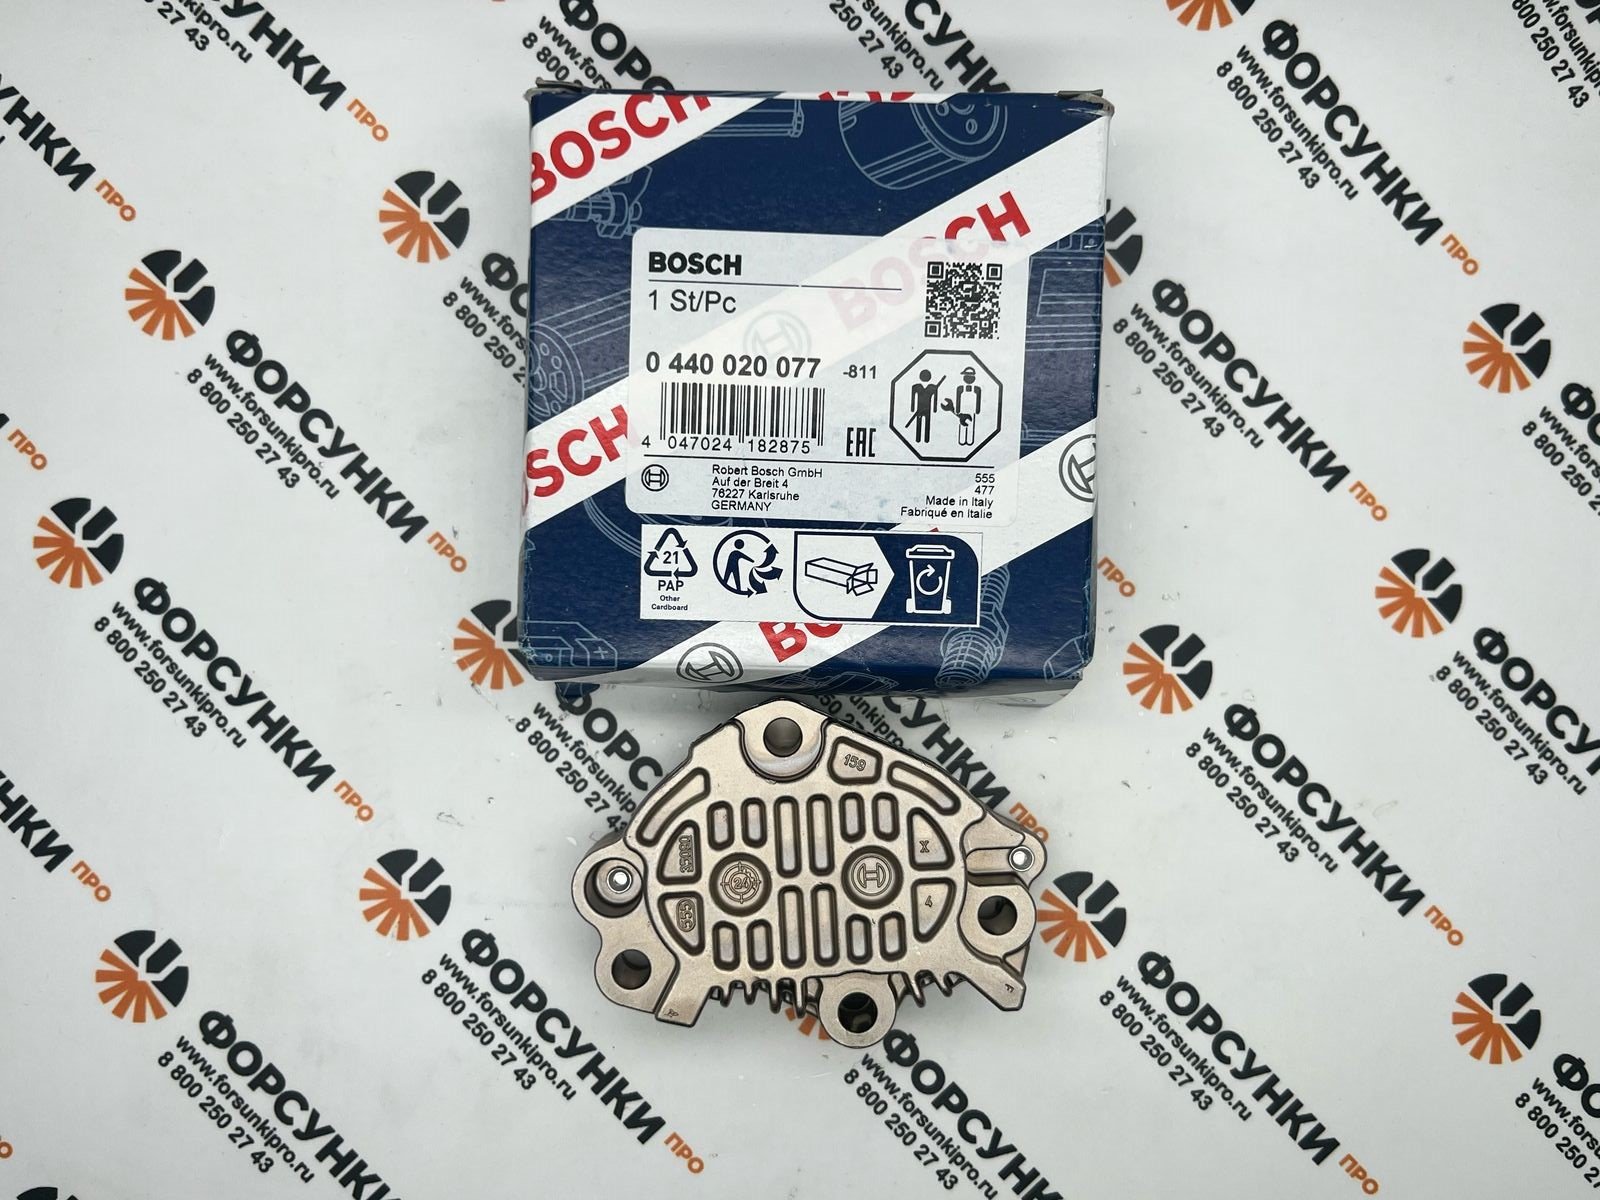 BOSCH
BOSCH
BOSCH
1 St/Pc
0 440 020 077 -811
4 047024 182875
EAC
Robert Bosch GmbH
Auf der Breit 4
76227 Karlsruhe
GERMANY
555
477
Made in Italy
Fabriqué en Italie
21
PAP
Other
Cardboard
159
BOSCH
X
24
555
4
ФОРСУНКИ ПРО
www.forsunkipro.ru
8 800 250 27 43